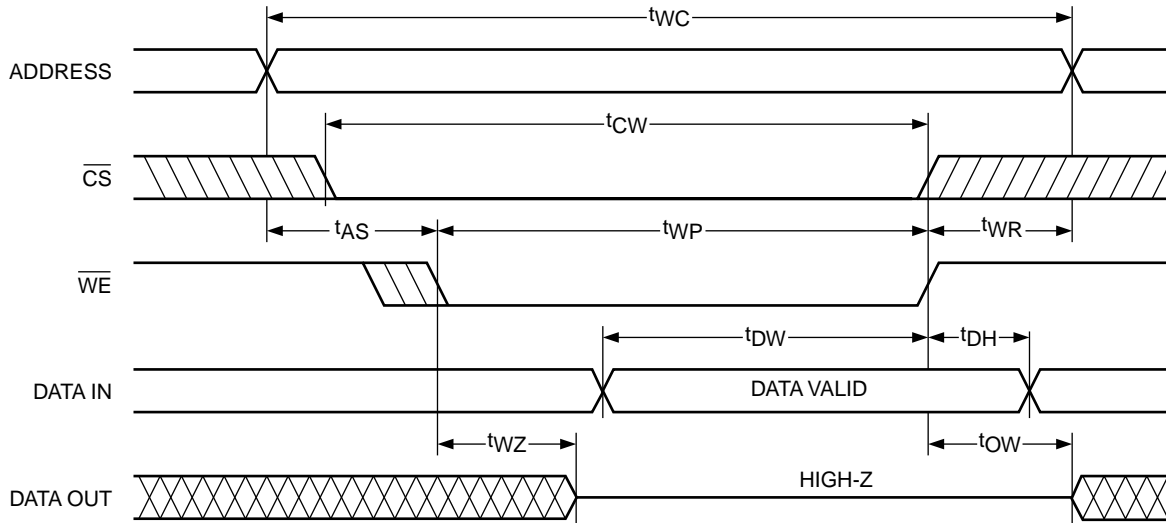 tWC
ADDRESS
tCW
CS
tAS
tWP
tWR
WE
tDW
tDH
DATA IN
DATA VALID
tWZ
tOW
HIGH-Z
DATA OUT